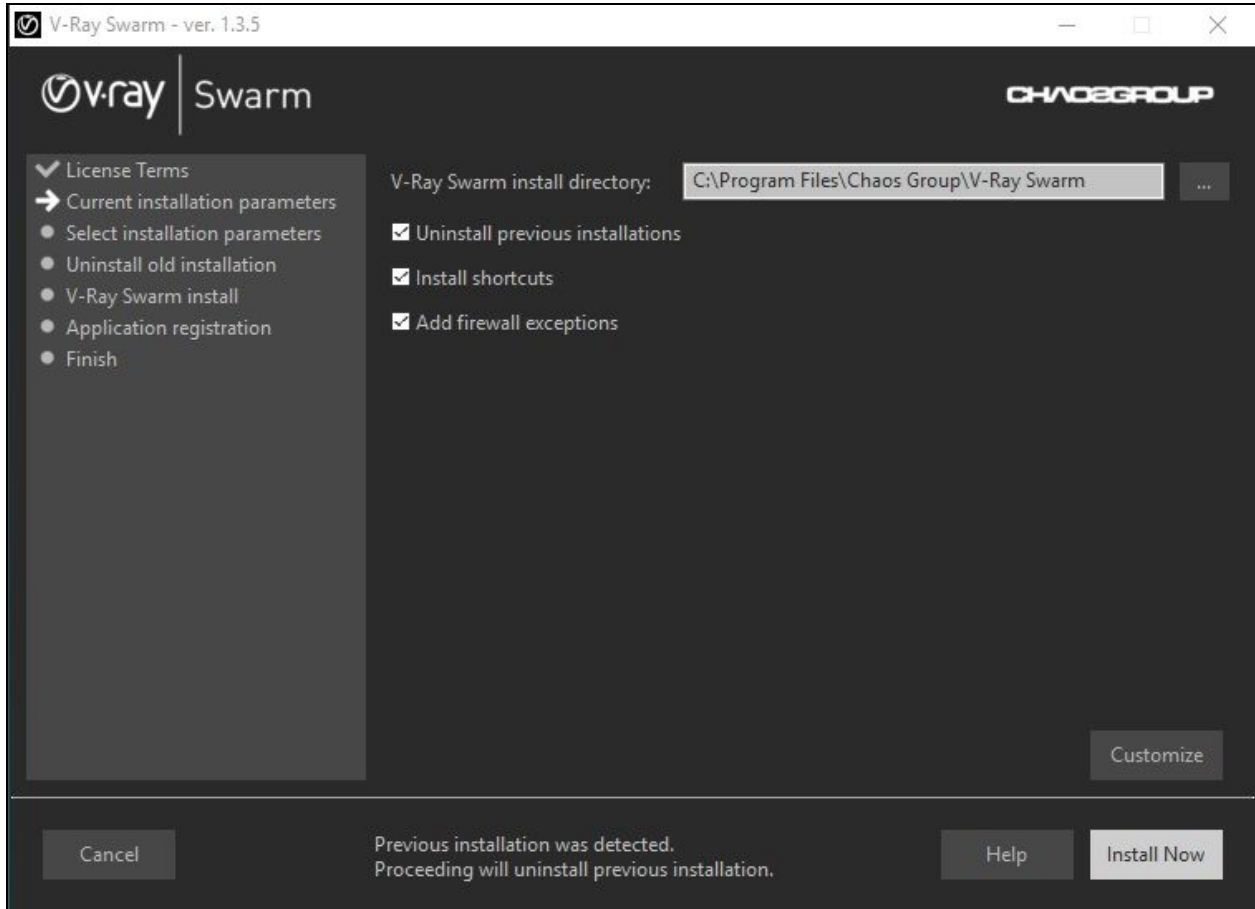 V-Ray Swarm - ver. 1.3.5
v·ray Swarm
CHAOSGROUP
License Terms
Current installation parameters
Select installation parameters
Uninstall old installation
V-Ray Swarm install
Application registration
Finish
V-Ray Swarm install directory: C:\Program Files\Chaos Group\V-Ray Swarm ...
Uninstall previous installations
Install shortcuts
Add firewall exceptions
Customize
Cancel
Previous installation was detected.
Proceeding will uninstall previous installation.
Help
Install Now